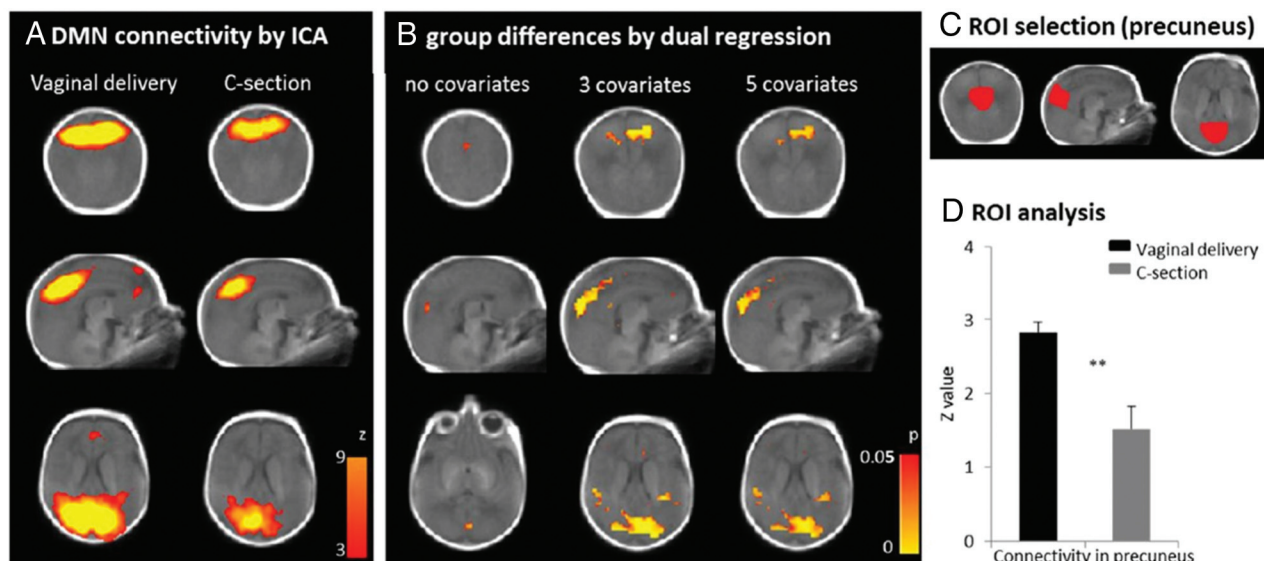 A DMN connectivity by ICA
Vaginal delivery C-section
z
9
3
B group differences by dual regression
no covariates 3 covariates 5 covariates
p
0.05
0
C ROI selection (precuneus)
D ROI analysis
Vaginal delivery
C-section
Z value
4
3
2
1
0
**
Connectivity in precuneus